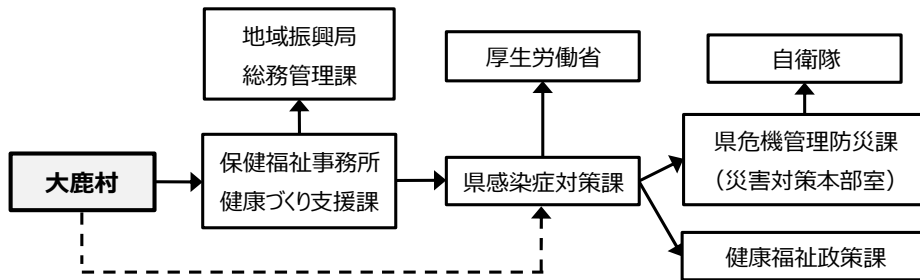 地域振興局
総務管理課
厚生労働省
自衛隊
大鹿村
保健福祉事務所
健康づくり支援課
県感染症対策課
県危機管理防災課
（災害対策本部室）
健康福祉政策課